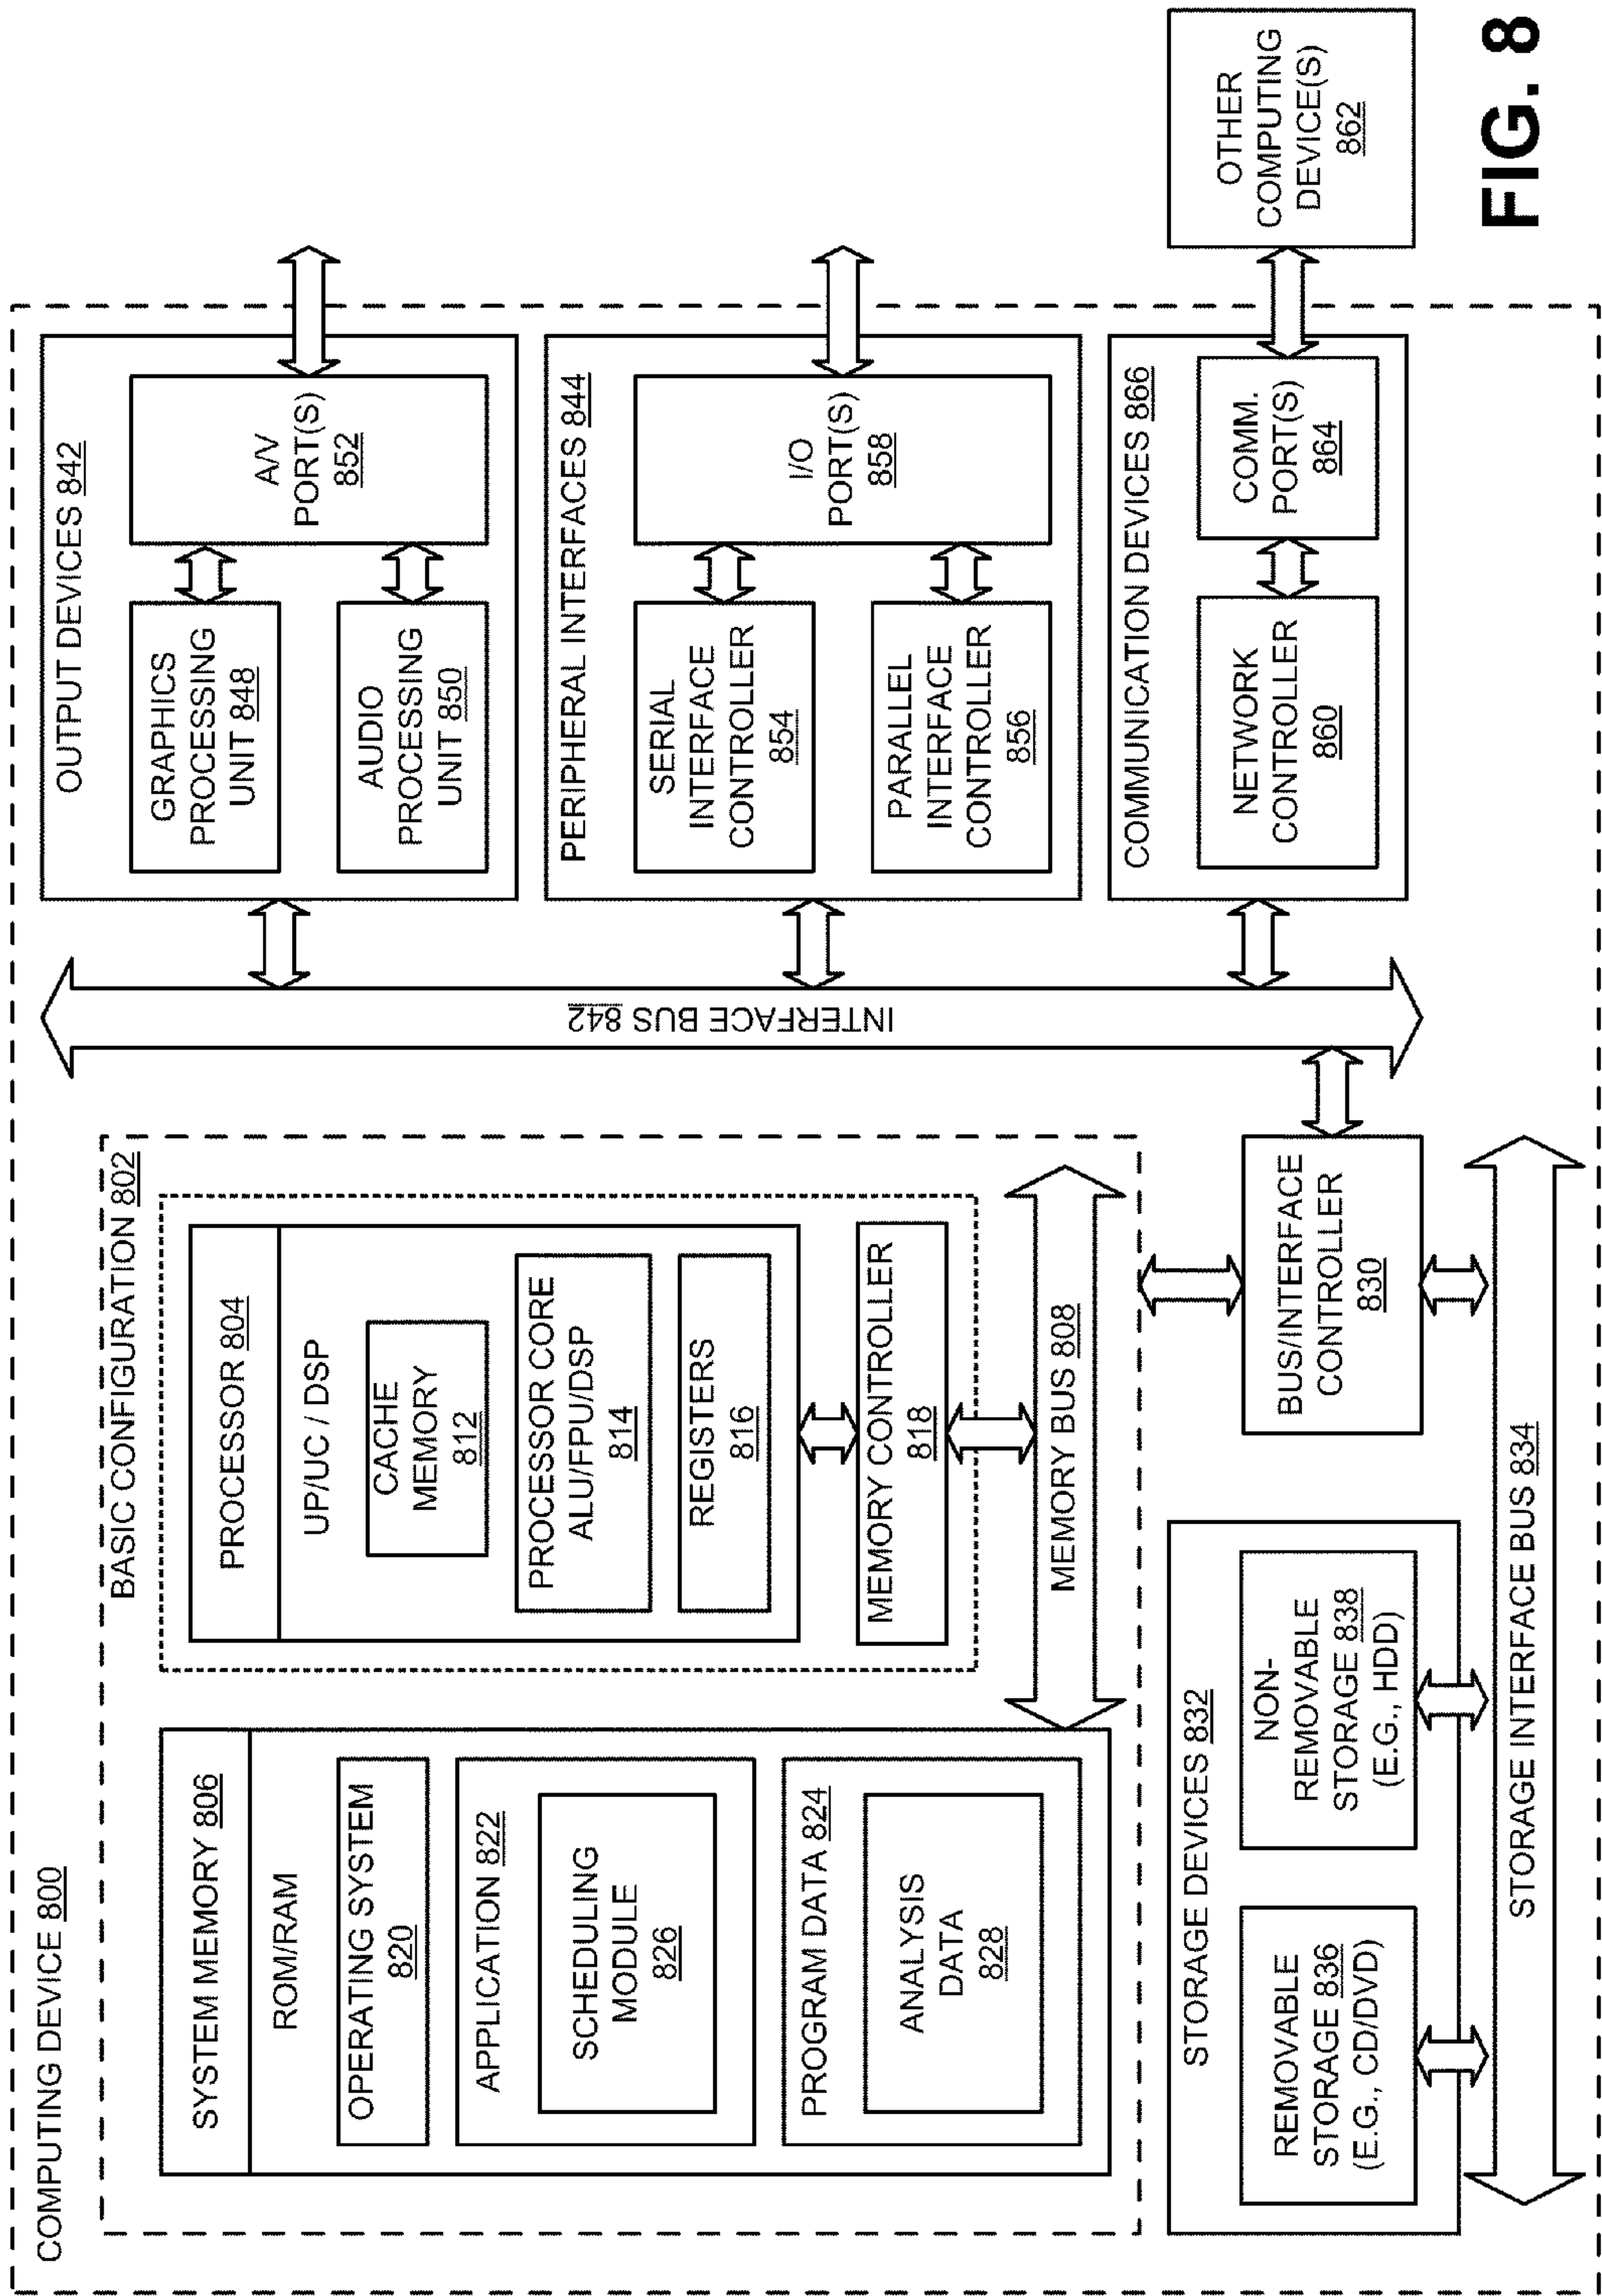 COMPUTING DEVICE 800
BASIC CONFIGURATION 802
SYSTEM MEMORY 806
ROM/RAM
OPERATING SYSTEM
820
APPLICATION 822
SCHEDULING
MODULE
826
PROGRAM DATA 824
ANALYSIS
DATA
828
PROCESSOR 804
UP/UC / DSP
CACHE
MEMORY
812
PROCESSOR CORE
ALU/FPU/DSP
814
REGISTERS
816
MEMORY CONTROLLER
818
MEMORY BUS 808
STORAGE DEVICES 832
REMOVABLE
STORAGE 836
(E.G., CD/DVD)
NON-
REMOVABLE
STORAGE 838
(E.G., HDD)
BUS/INTERFACE
CONTROLLER
830
STORAGE INTERFACE BUS 834
INTERFACE BUS 842
OUTPUT DEVICES 842
GRAPHICS
PROCESSING
UNIT 848
AUDIO
PROCESSING
UNIT 850
A/V
PORT(S)
852
PERIPHERAL INTERFACES 844
SERIAL
INTERFACE
CONTROLLER
854
PARALLEL
INTERFACE
CONTROLLER
856
I/O
PORT(S)
858
COMMUNICATION DEVICES 866
NETWORK
CONTROLLER
860
COMM.
PORT(S)
864
OTHER
COMPUTING
DEVICE(S)
862
FIG. 8